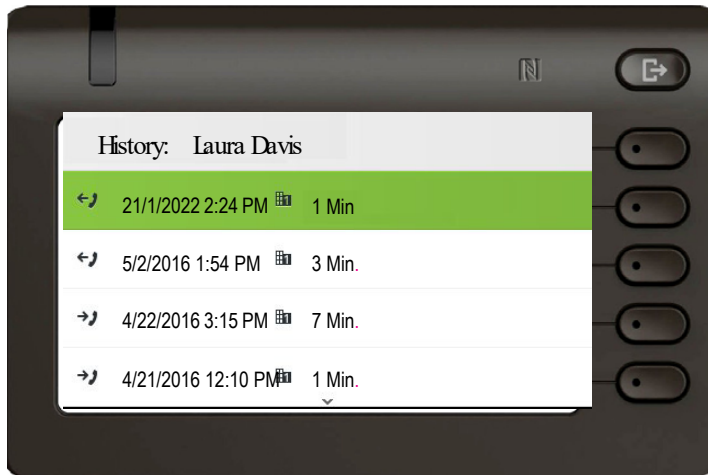 History: Laura Davis
21/1/2022 2:24 PM 1 Min
5/2/2016 1:54 PM 3 Min.
4/22/2016 3:15 PM 7 Min.
4/21/2016 12:10 PM 1 Min.